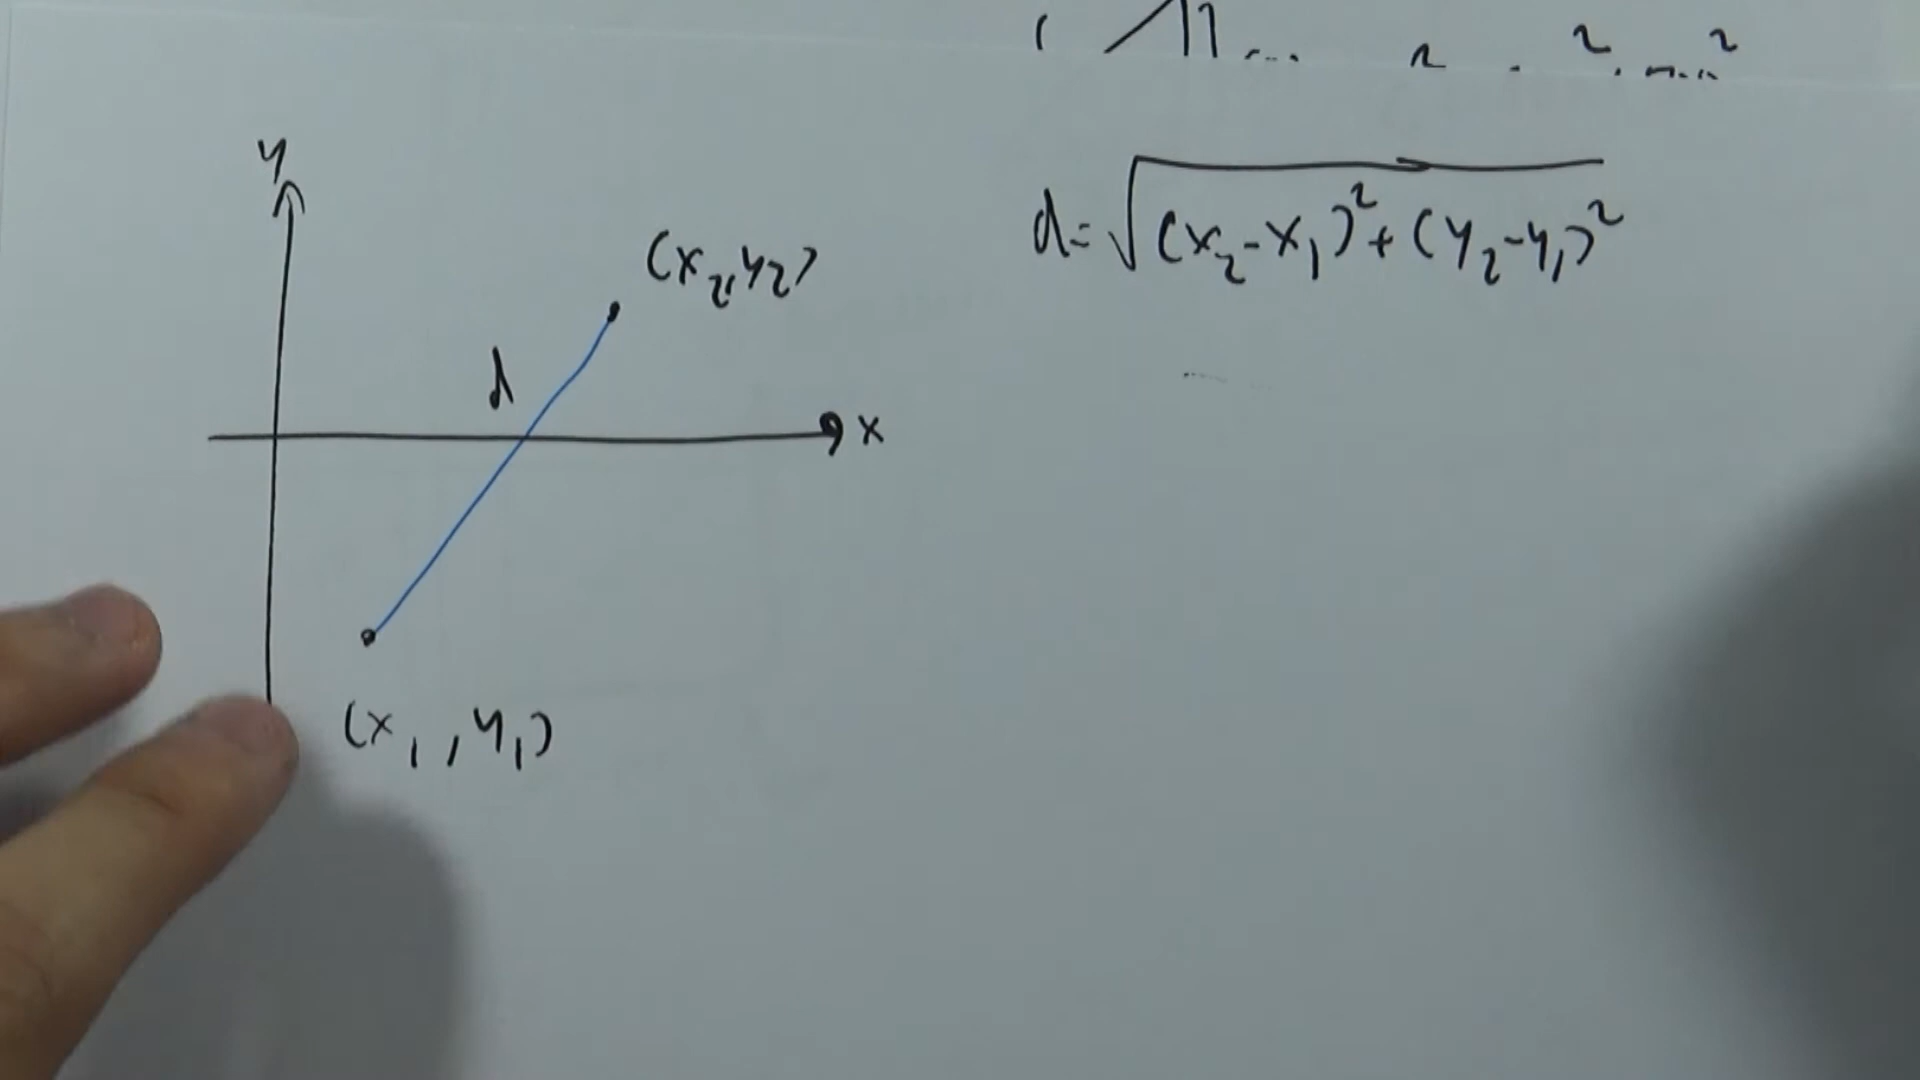 y
d=√(x₂-x₁)²+(y₂-y₁)²
(x₂,y₂)
d
x
(x₁,y₁)